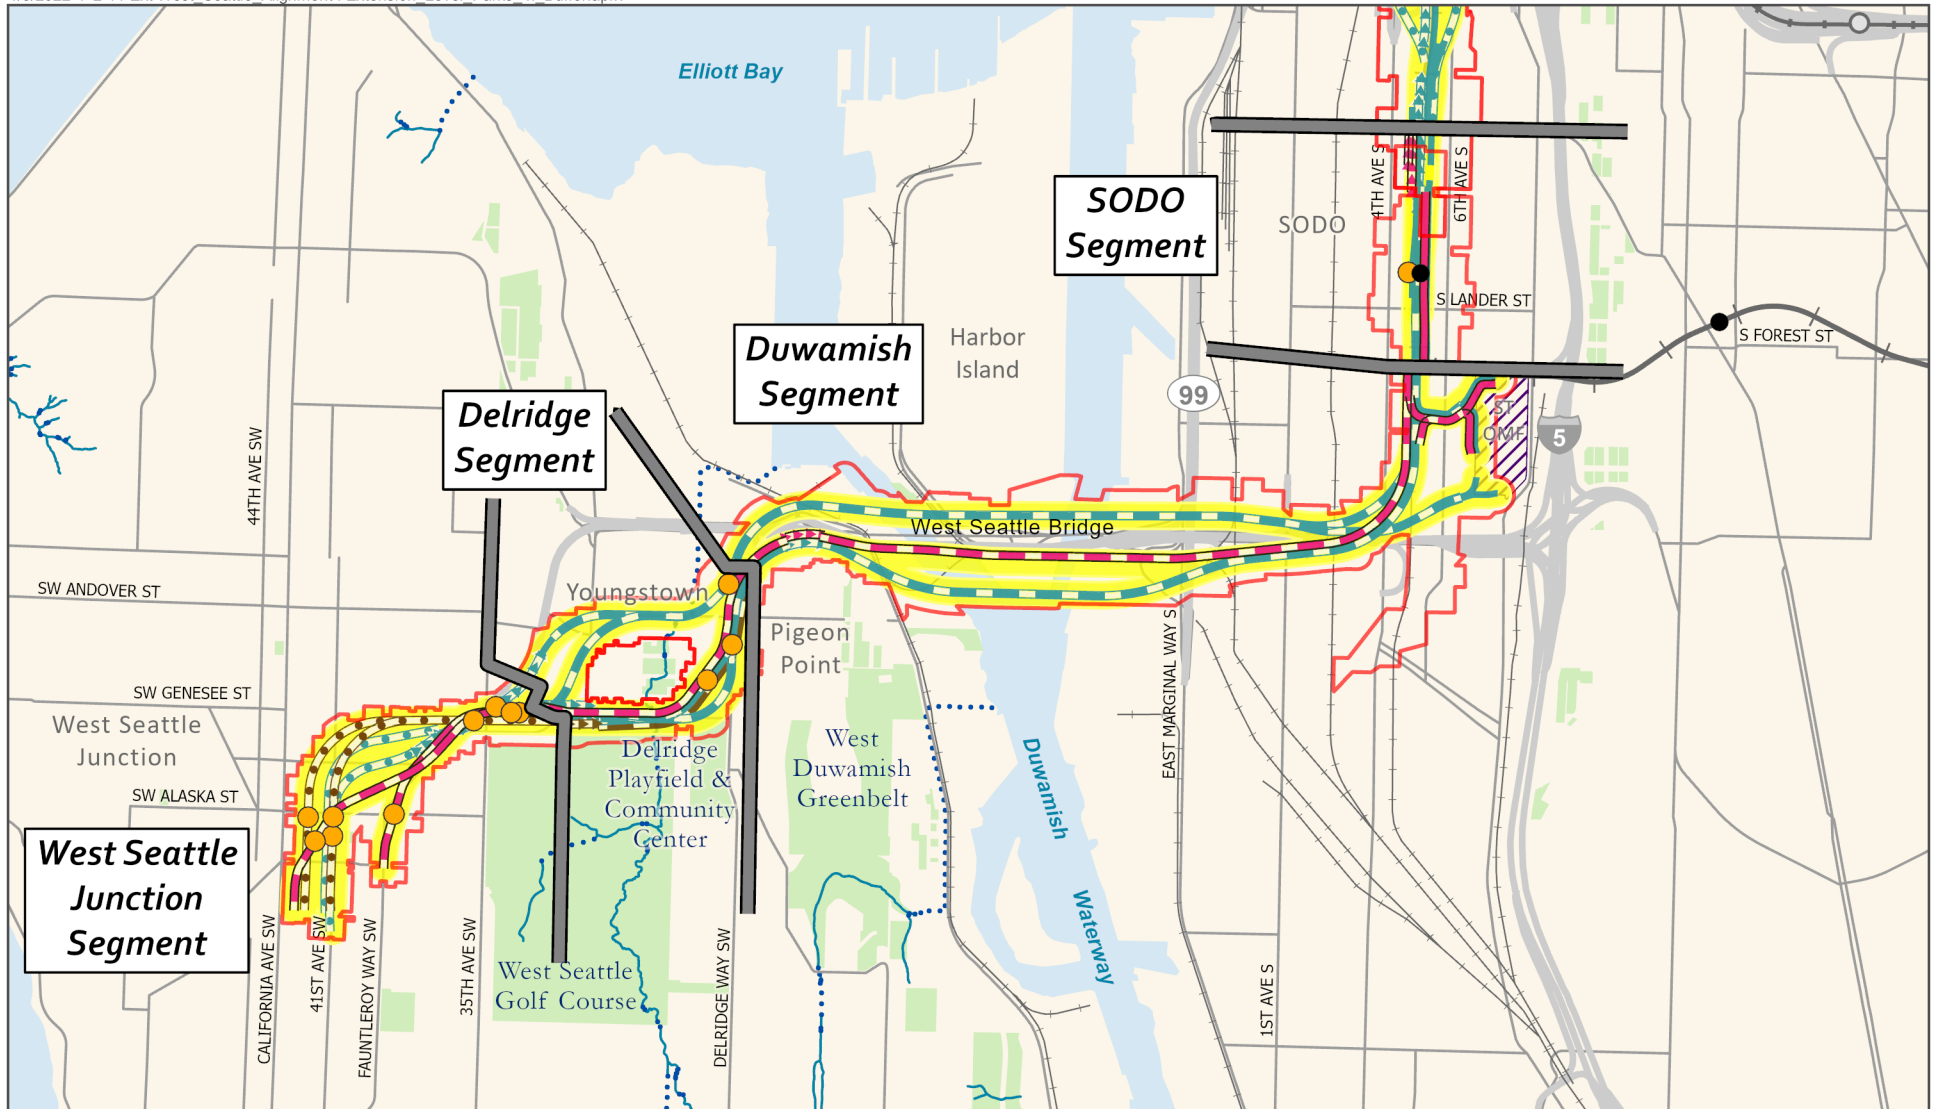 Elliott Bay
4TH AVE S
6TH AVE S
SODO
Segment
SODO
S LANDER ST
S FOREST ST
Duwamish
Segment
Harbor
Island
99
ST
OMF
5
Delridge
Segment
44TH AVE SW
West Seattle Bridge
SW ANDOVER ST
Youngstown
Pigeon
Point
EAST MARGINAL WAY S
SW GENESEE ST
West Seattle
Junction
SW ALASKA ST
Delridge
Playfield &
Community
Center
West
Duwamish
Greenbelt
Duwamish
Waterway
West Seattle
Junction
Segment
CALIFORNIA AVE SW
41ST AVE SW
FAUNTLEROY WAY SW
35TH AVE SW
West Seattle
Golf Course
DELRIDGE WAY SW
1ST AVE S